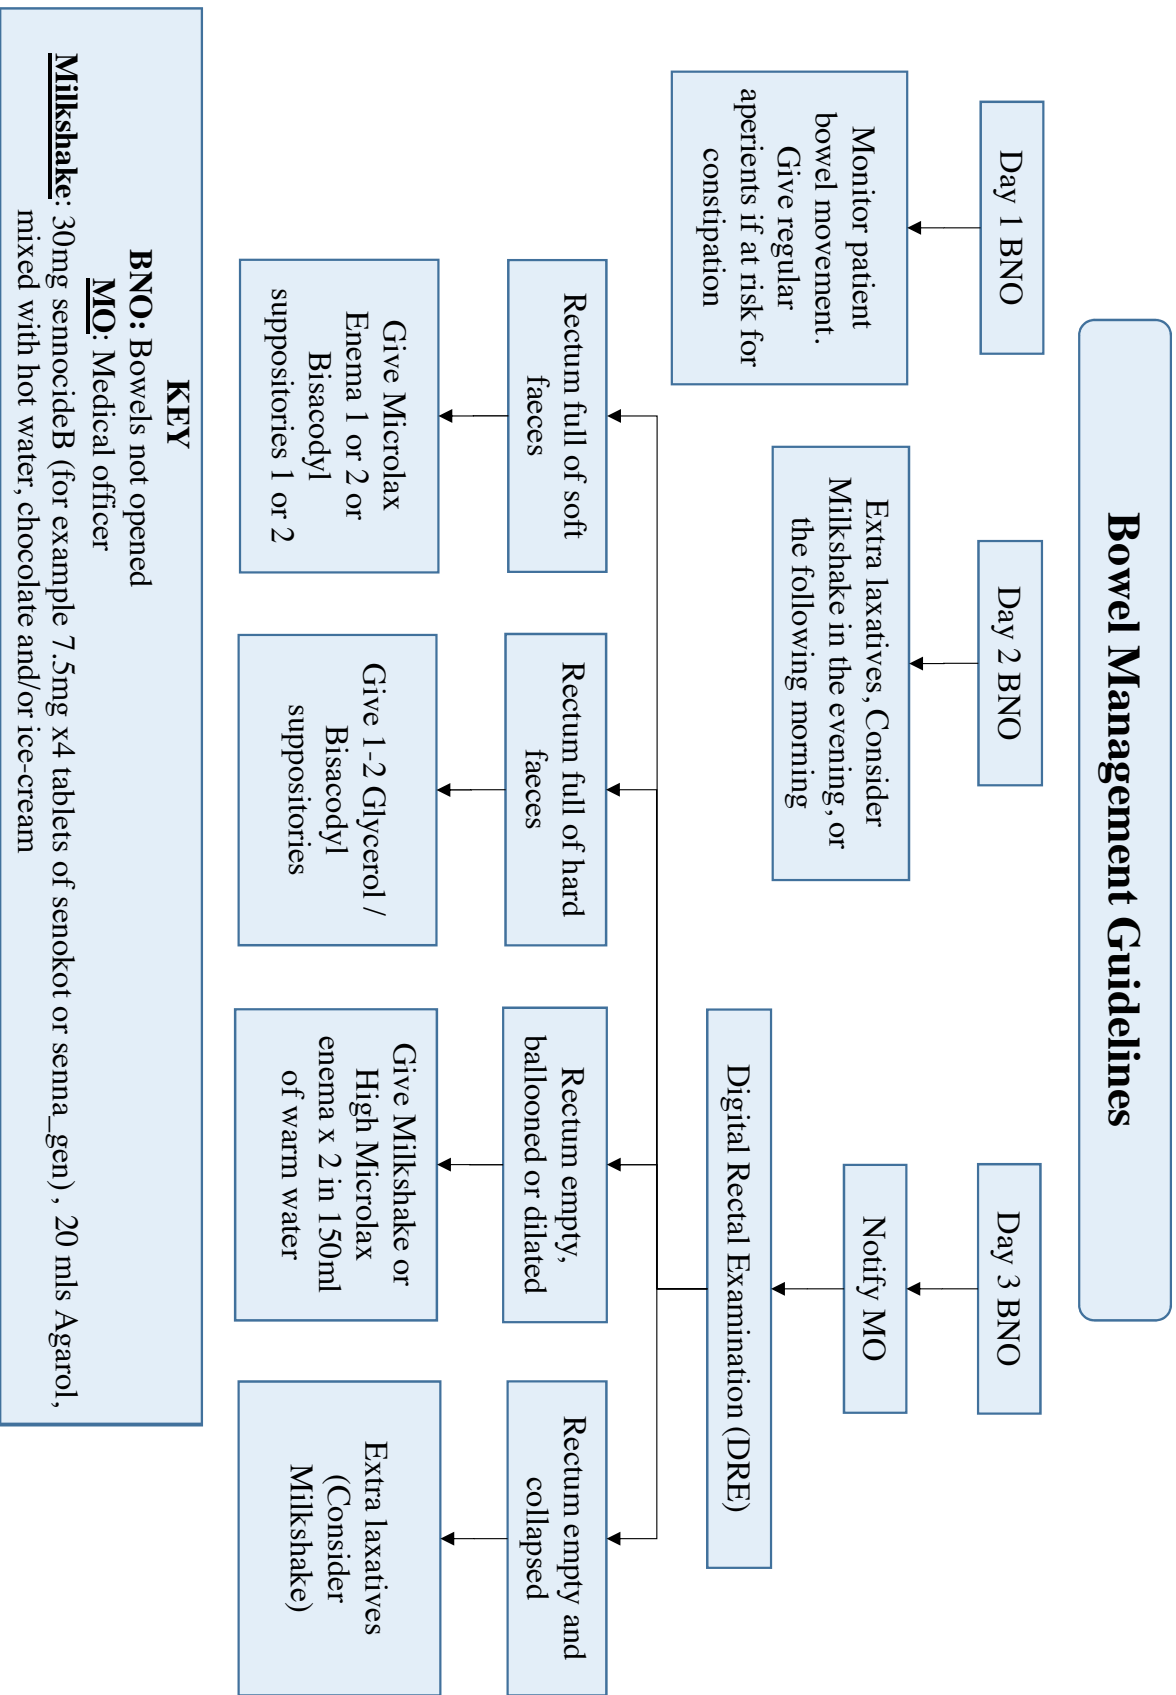 Bowel Management Guidelines
Day 1 BNO
Monitor patient
bowel movement.
Give regular
aperients if at risk for
constipation
Day 2 BNO
Extra laxatives, Consider
Milkshake in the evening, or
the following morning
Day 3 BNO
Notify MO
Digital Rectal Examination (DRE)
Rectum full of soft
faeces
Give Microlax
Enema 1 or 2 or
Bisacodyl
suppositories 1 or 2
Rectum full of hard
faeces
Give 1-2 Glycerol /
Bisacodyl
suppositories
Rectum empty,
ballooned or dilated
Give Milkshake or
High Microlax
enema x 2 in 150ml
of warm water
Rectum empty and
collapsed
Extra laxatives
(Consider
Milkshake)
KEY
BNO: Bowels not opened
MO: Medical officer
Milkshake: 30mg sennocideB (for example 7.5mg x4 tablets of senokot or senna_gen) , 20 mls Agarol,
mixed with hot water, chocolate and/or ice-cream